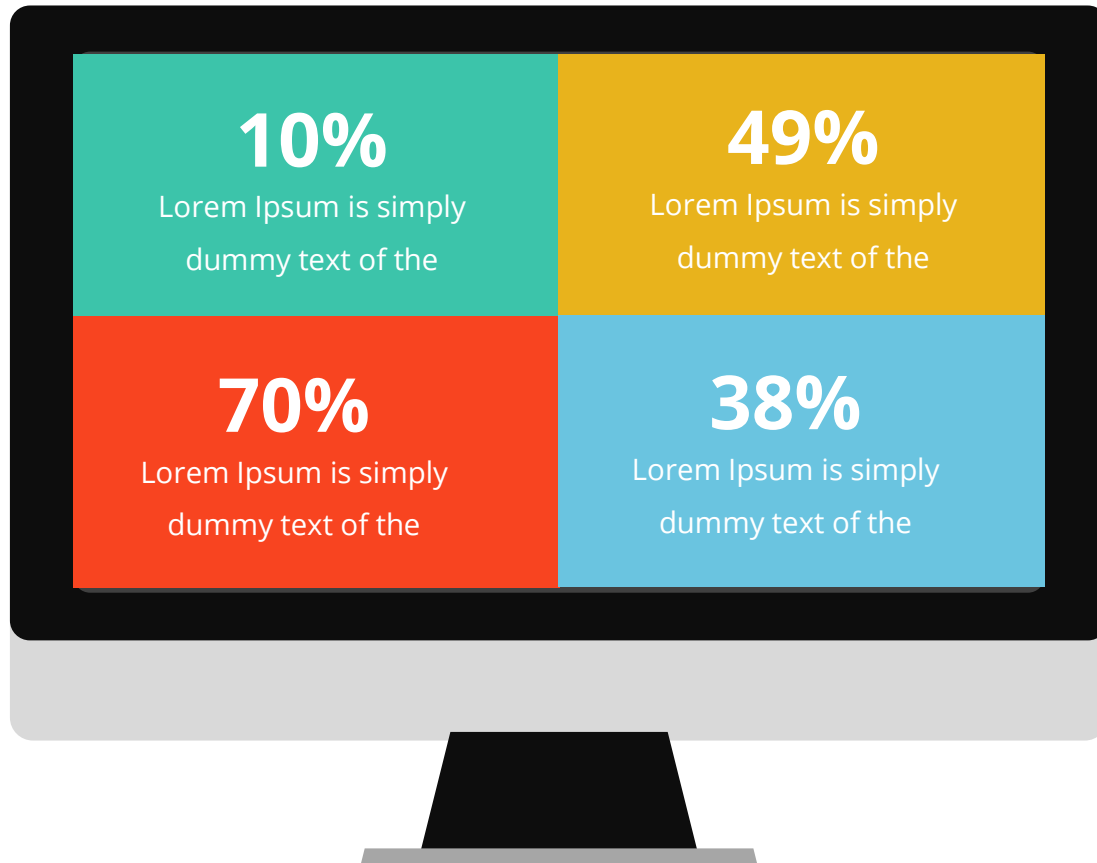 10%
Lorem Ipsum is simply
dummy text of the
49%
Lorem Ipsum is simply
dummy text of the
70%
Lorem Ipsum is simply
dummy text of the
38%
Lorem Ipsum is simply
dummy text of the